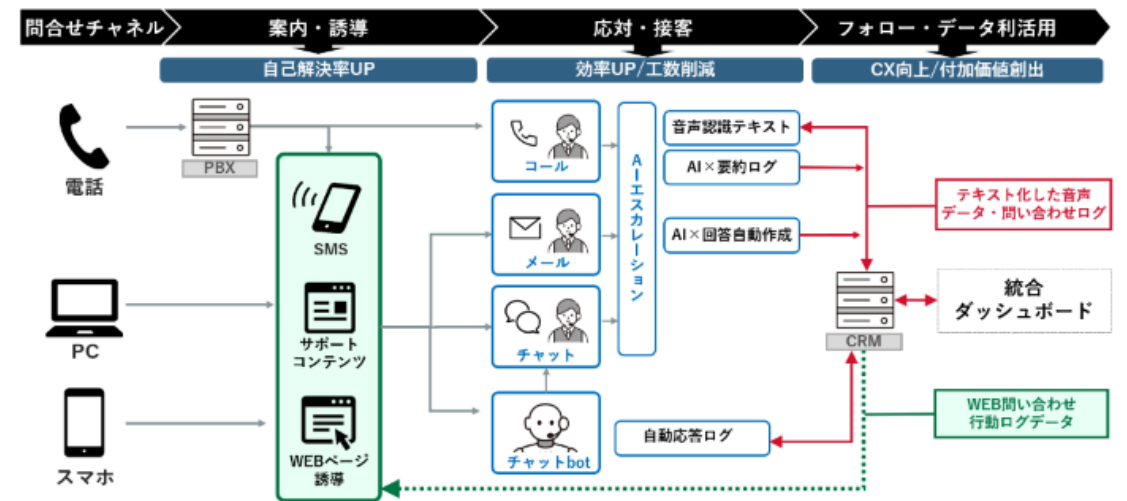 問合せチャネル
案内・誘導
応対・接客
フォロー・データ利活用
自己解決率UP
効率UP/工数削減
CX向上/付加価値創出
電話
PBX
SMS
サポート
コンテンツ
WEBページ
誘導
PC
スマホ
コール
メール
チャット
チャットbot
AIエスカレーション
音声認識テキスト
AI×要約ログ
AI×回答自動作成
自動応答ログ
テキスト化した音声
データ・問い合わせログ
CRM
統合
ダッシュボード
WEB問い合わせ
行動ログデータ